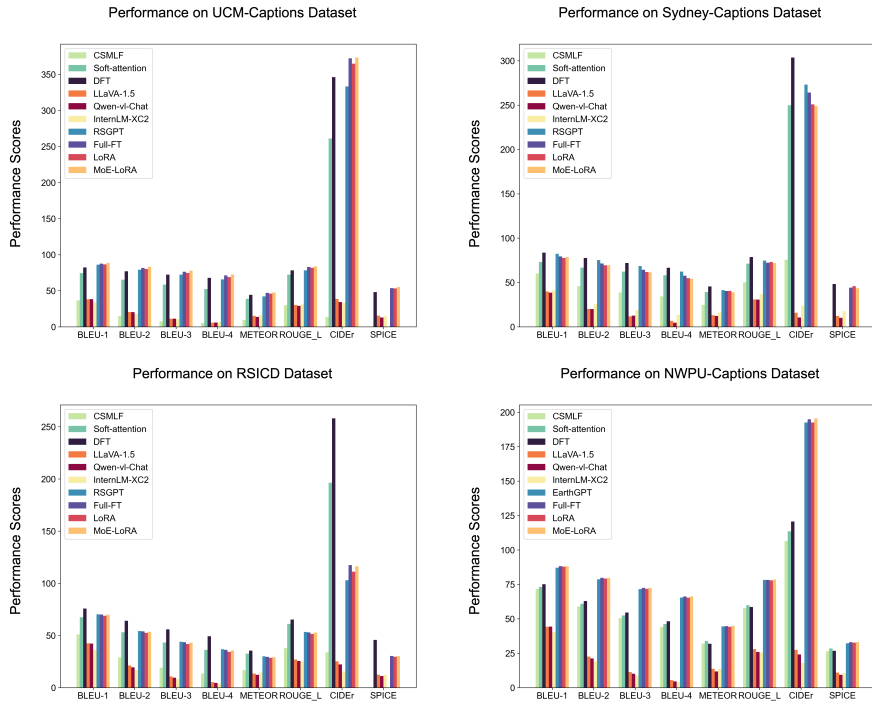 Performance on UCM-Captions Dataset
Performance Scores
350
300
250
200
150
100
50
0
CSMLF
Soft-attention
DFT
LLaVA-1.5
Qwen-vl-Chat
InternLM-XC2
RSGPT
Full-FT
LoRA
MoE-LoRA
BLEU-1 BLEU-2 BLEU-3 BLEU-4 METEOR ROUGE_L CIDEr SPICE
Performance on Sydney-Captions Dataset
Performance Scores
300
250
200
150
100
50
0
CSMLF
Soft-attention
DFT
LLaVA-1.5
Qwen-vl-Chat
InternLM-XC2
RSGPT
Full-FT
LoRA
MoE-LoRA
BLEU-1 BLEU-2 BLEU-3 BLEU-4 METEOR ROUGE_L CIDEr SPICE
Performance on RSICD Dataset
Performance Scores
250
200
150
100
50
0
CSMLF
Soft-attention
DFT
LLaVA-1.5
Qwen-vl-Chat
InternLM-XC2
RSGPT
Full-FT
LoRA
MoE-LoRA
BLEU-1 BLEU-2 BLEU-3 BLEU-4 METEOR ROUGE_L CIDEr SPICE
Performance on NWPU-Captions Dataset
Performance Scores
200
175
150
125
100
75
50
25
0
CSMLF
Soft-attention
DFT
LLaVA-1.5
Qwen-vl-Chat
InternLM-XC2
EarthGPT
Full-FT
LoRA
MoE-LoRA
BLEU-1 BLEU-2 BLEU-3 BLEU-4 METEOR ROUGE_L CIDEr SPICE